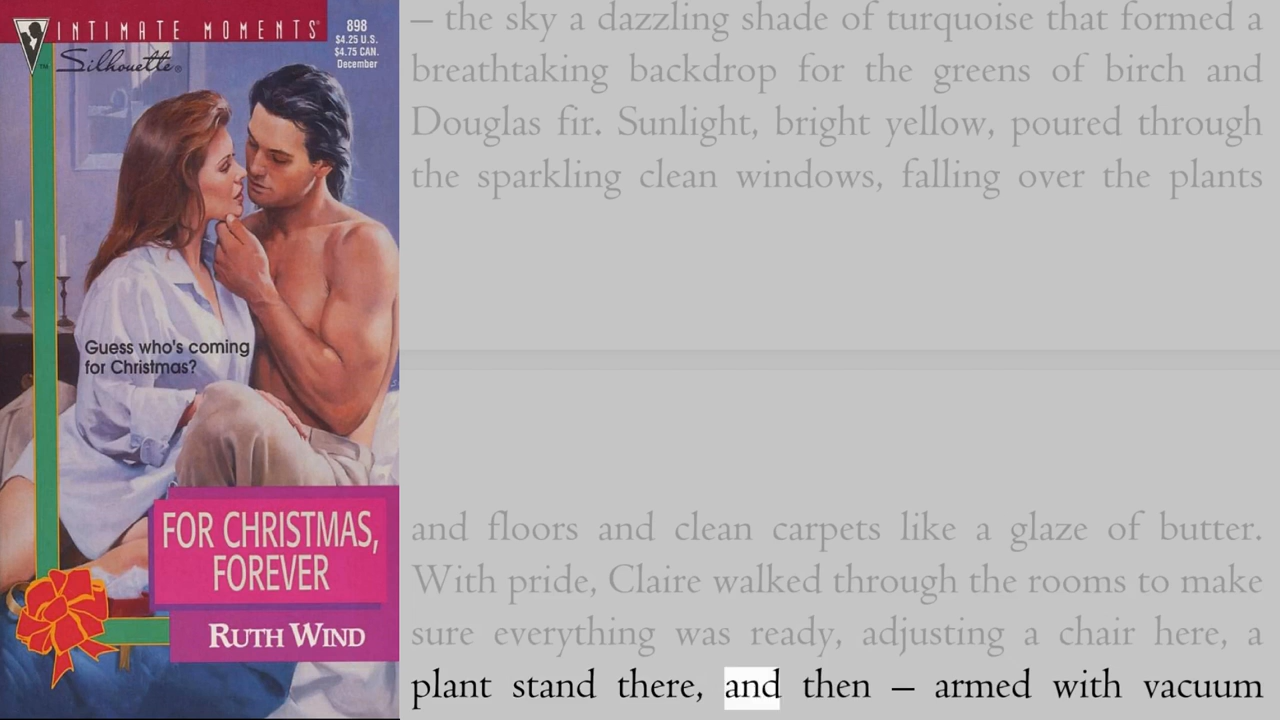 INTIMATE MOMENTS®
Silhouette®
TM
898
$4.25 U.S.
$4.75 CAN.
December
Guess who's coming
for Christmas?
FOR CHRISTMAS,
FOREVER
RUTH WIND
– the sky a dazzling shade of turquoise that formed a
breathtaking backdrop for the greens of birch and
Douglas fir. Sunlight, bright yellow, poured through
the sparkling clean windows, falling over the plants
and floors and clean carpets like a glaze of butter.
With pride, Claire walked through the rooms to make
sure everything was ready, adjusting a chair here, a
plant stand there, and then – armed with vacuum